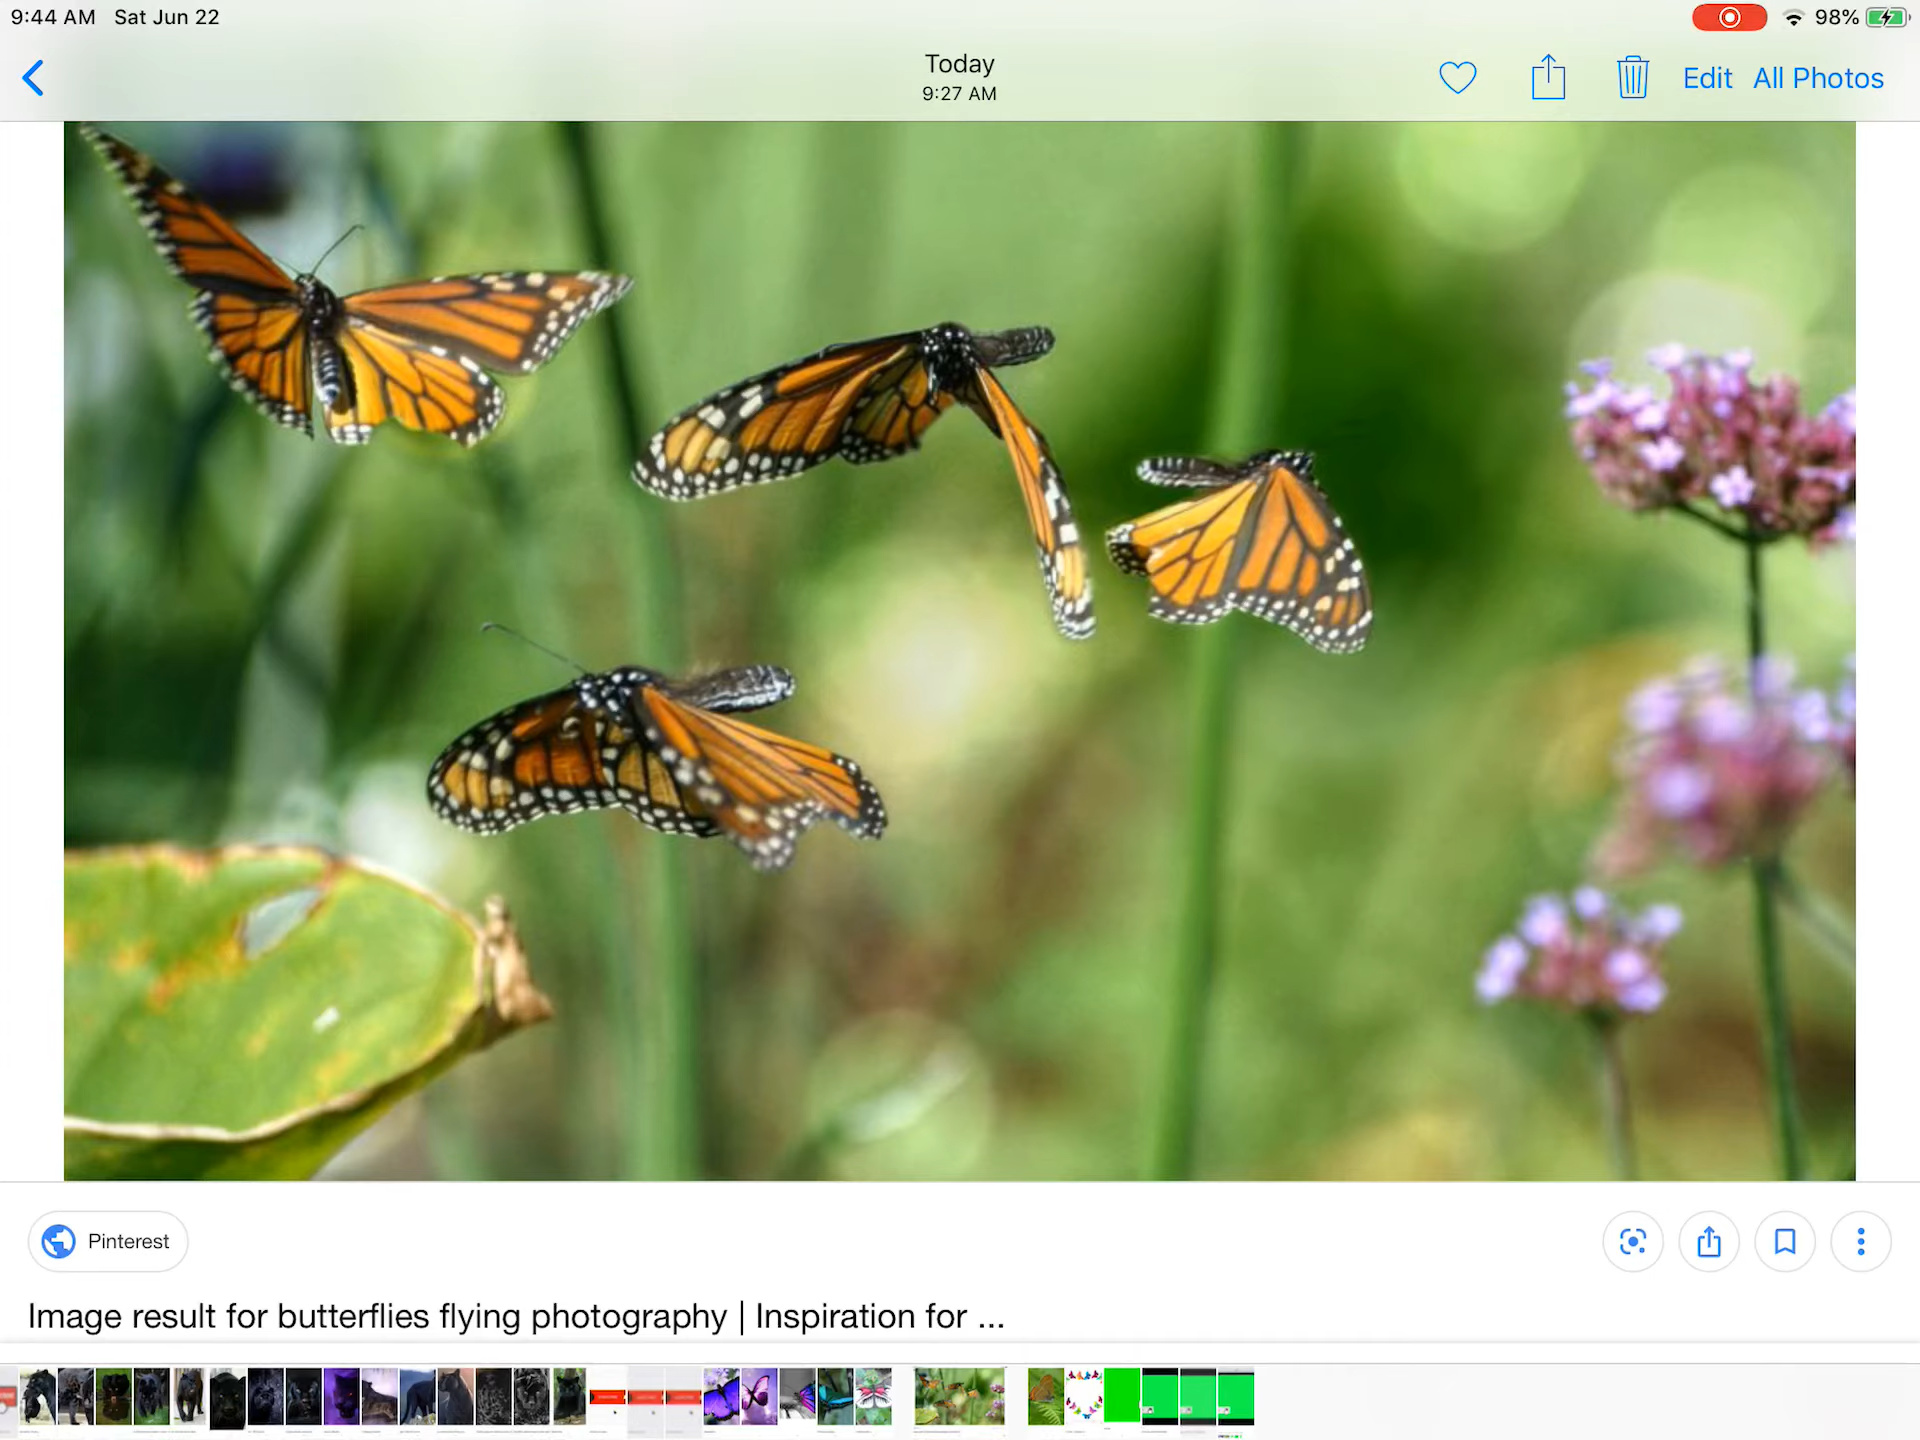 9:44 AM Sat Jun 22
98%
Today
9:27 AM
Edit All Photos
Pinterest
Image result for butterflies flying photography | Inspiration for ...